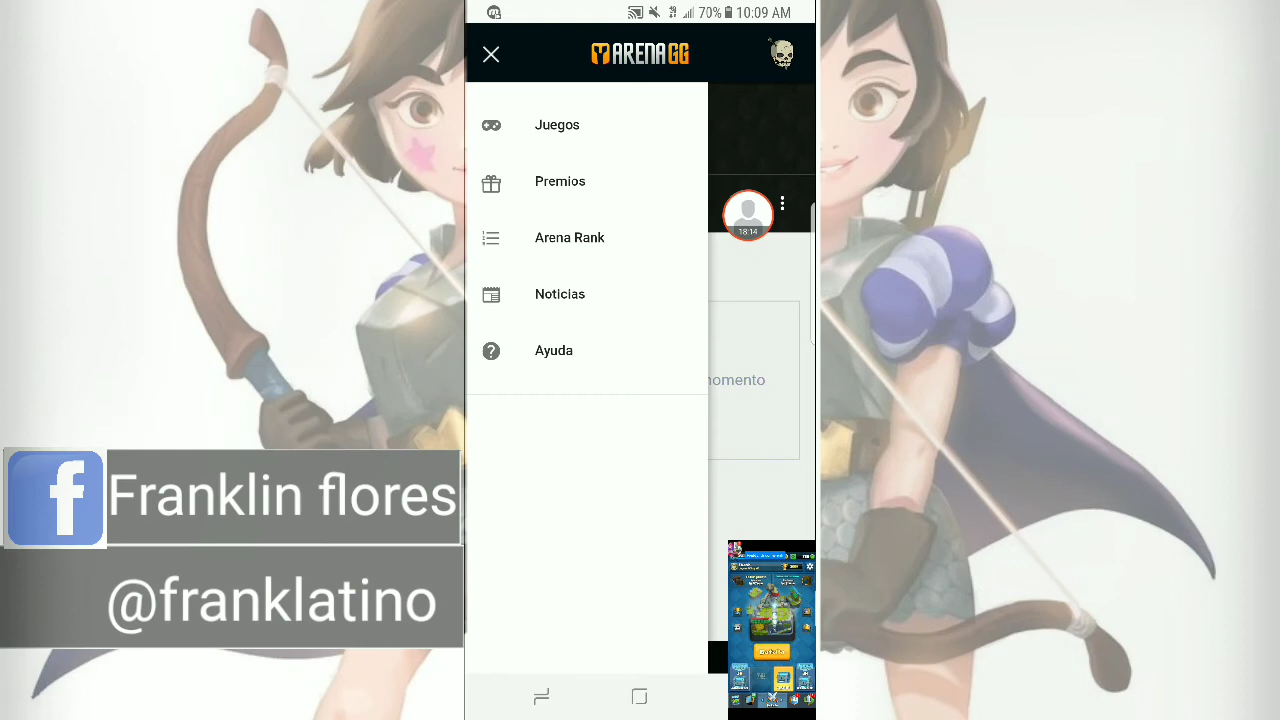 70% 10:09 AM
ARENA GG
Juegos
Premios
Arena Rank
Noticias
Ayuda
18:14
momento
Franklin flores
@franklatino